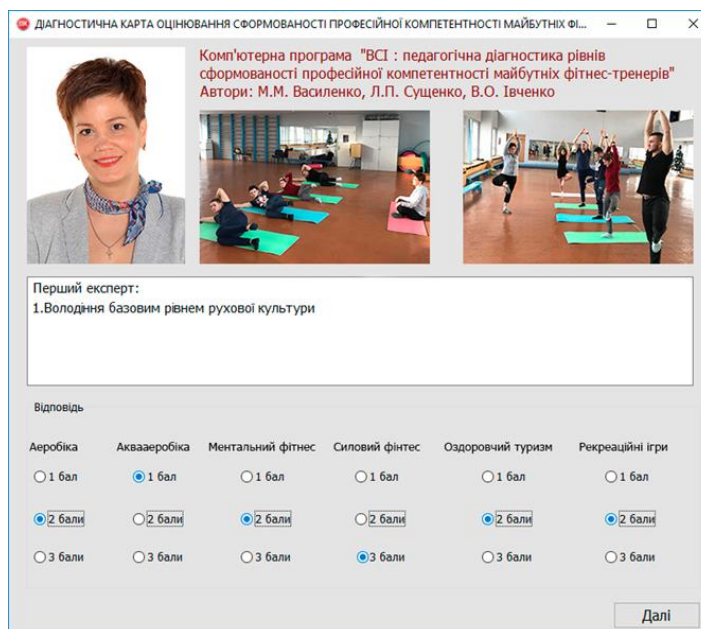 ДІАГНОСТИЧНА КАРТА ОЦІНЮВАННЯ СФОРМОВАНОСТІ ПРОФЕСІЙНОЇ КОМПЕТЕНТНОСТІ МАЙБУТНІХ ФІ...
Комп'ютерна програма "ВСІ : педагогічна діагностика рівнів
сформованості професійної компетентності майбутніх фітнес-тренерів"
Автори: М.М. Василенко, Л.П. Сущенко, В.О. Івченко
Перший експерт:
1.Володіння базовим рівнем рухової культури
Відповідь
Аеробіка Аквааеробіка Ментальний фітнес Силовий фінтес Оздоровчий туризм Рекреаційні ігри
1 бал 1 бал 1 бал 1 бал 1 бал 1 бал
2 бали 2 бали 2 бали 2 бали 2 бали 2 бали
3 бали 3 бали 3 бали 3 бали 3 бали 3 бали
Далі